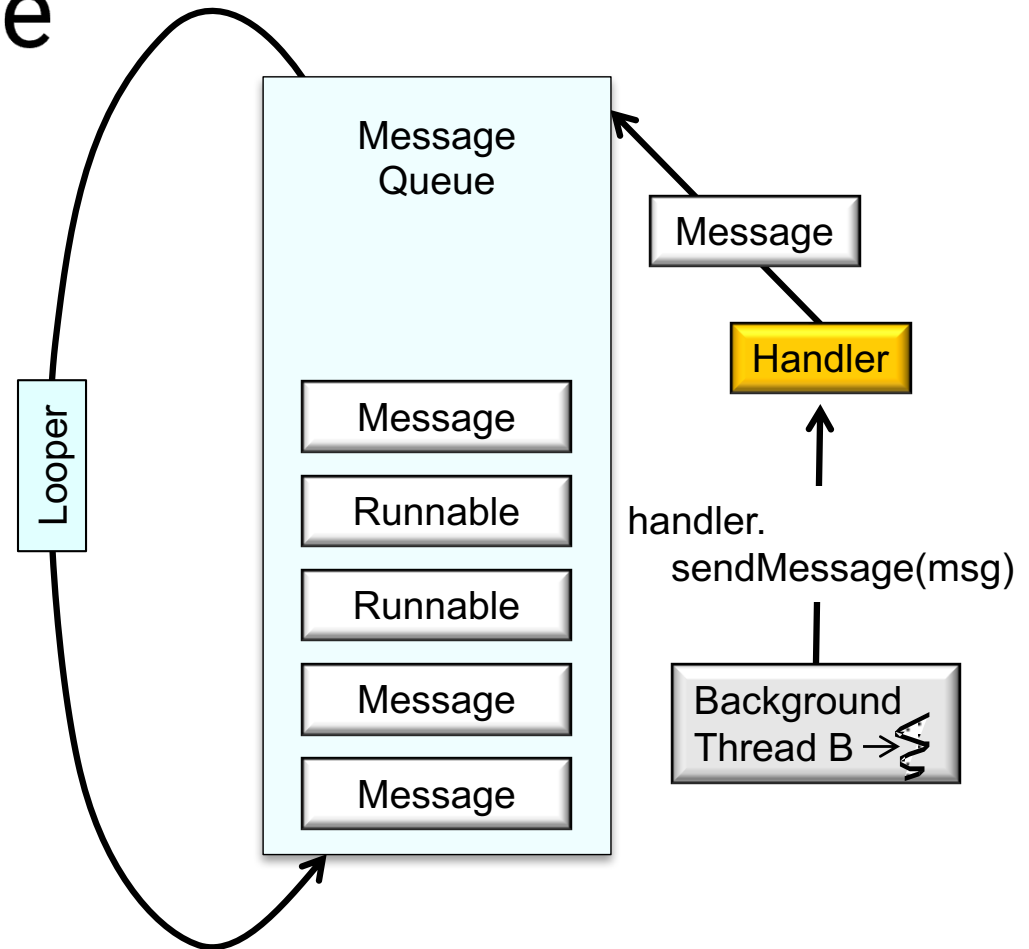 e
Message
Queue
Message
Handler
Looper
Message
Runnable
Runnable
Message
Message
handler.
sendMessage(msg)
Background
Thread B